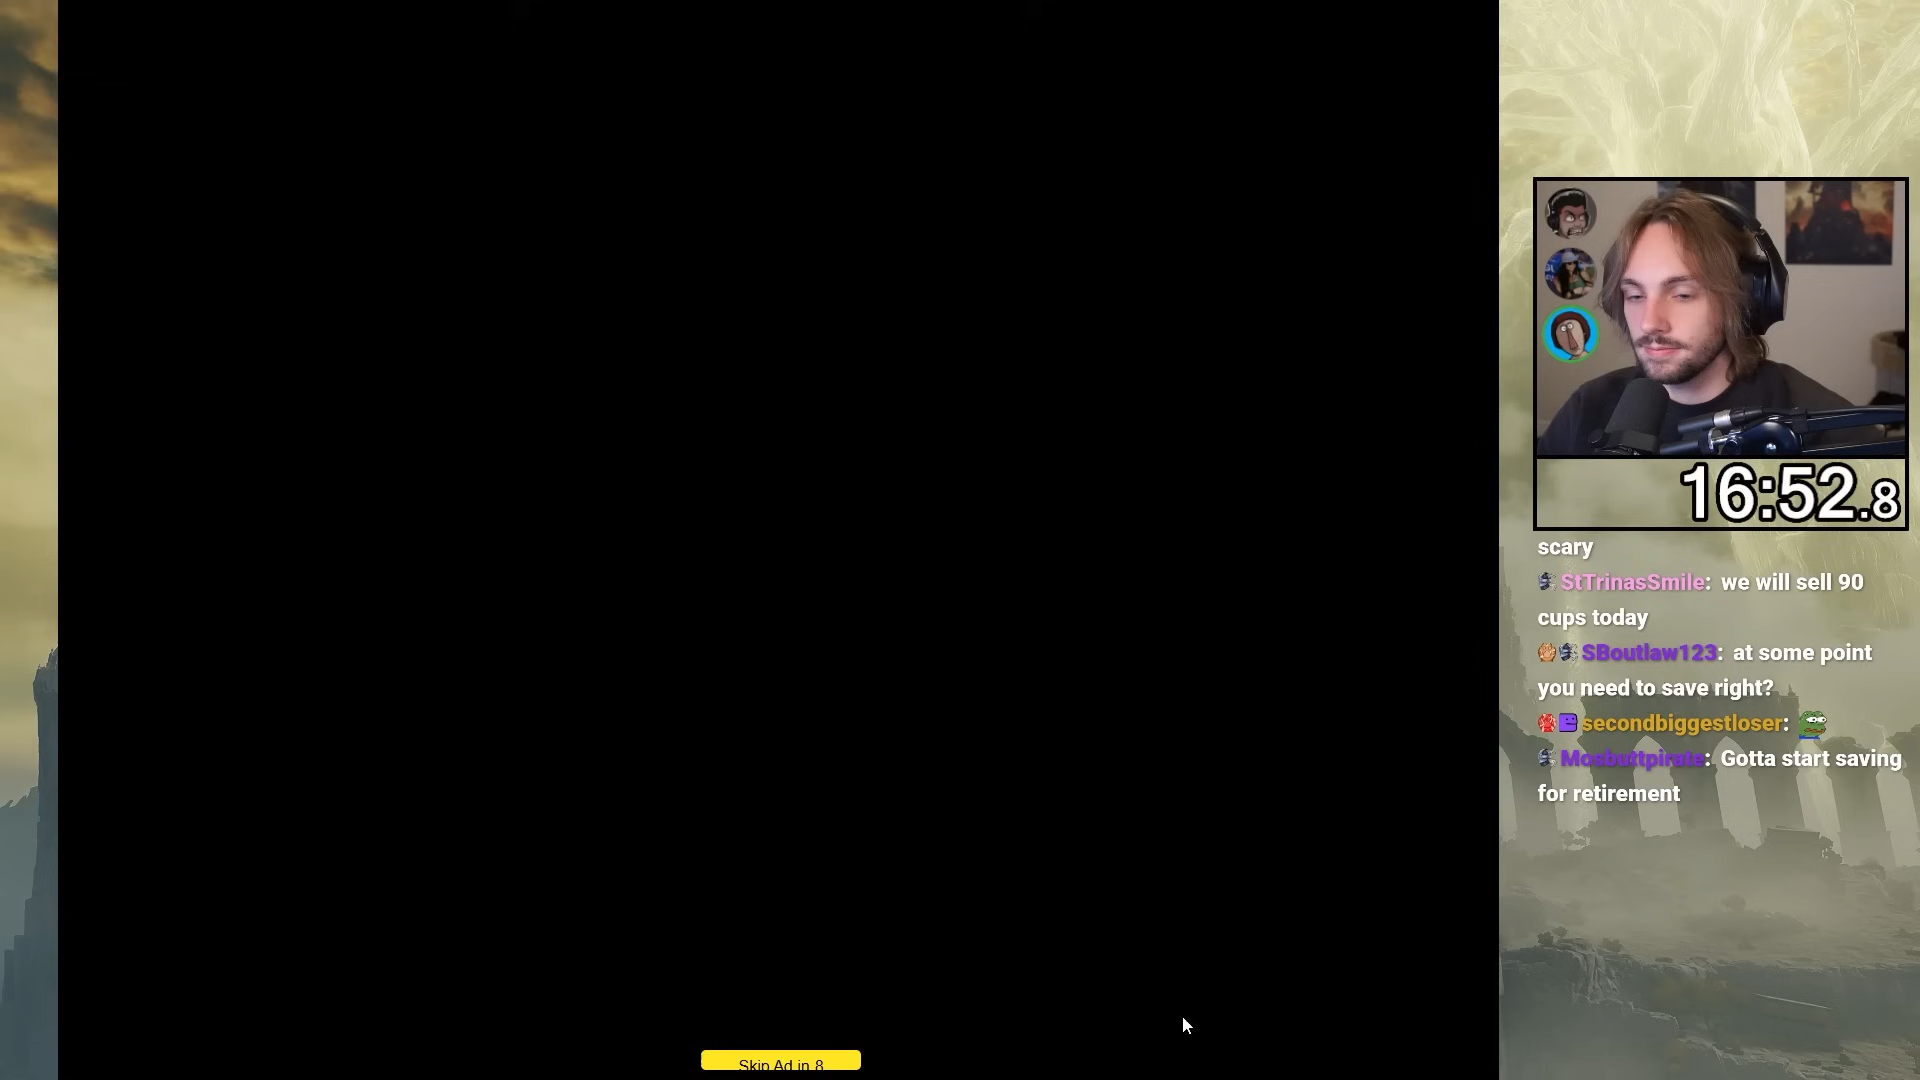 16:52.8
scary
StTrinasSmile: we will sell 90
cups today
SBoutlaw123: at some point
you need to save right?
secondbiggestloser:
Mosbuttpirate: Gotta start saving
for retirement
Skip Ad in 8